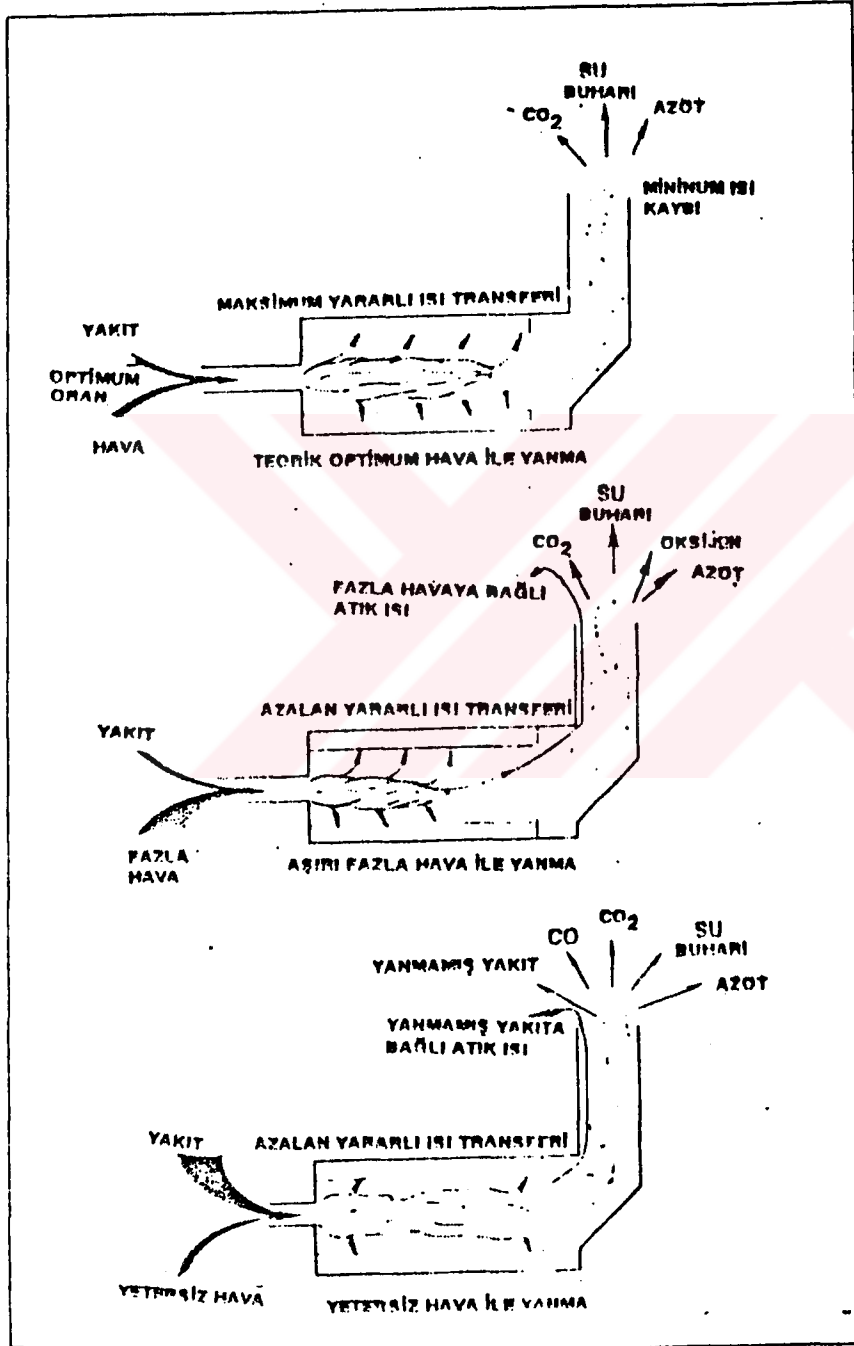 SU
BUHARI
CO2
AZOT
MİNİNUM ISI
KAYBI
MAKSİMUM YARARLI ISI TRANSFERİ
YAKIT
OPTİMUM
ORAN
HAVA
TEORİK OPTİMUM HAVA İLE YANMA
SU
BUHARI
CO2
OKSİJEN
AZOT
FAZLA HAVAYA BAĞLI
ATIK ISI
AZALAN YARARLI ISI TRANSFERİ
YAKIT
FAZLA
HAVA
AŞIRI FAZLA HAVA İLE YANMA
CO
CO2
SU
BUHARI
YANMAMIŞ YAKIT
AZOT
YANMAMIŞ YAKITA
BAĞLI ATIK ISI
YAKIT
AZALAN YARARLI ISI TRANSFERİ
YETERSİZ HAVA
YETERSİZ HAVA İLE YANMA